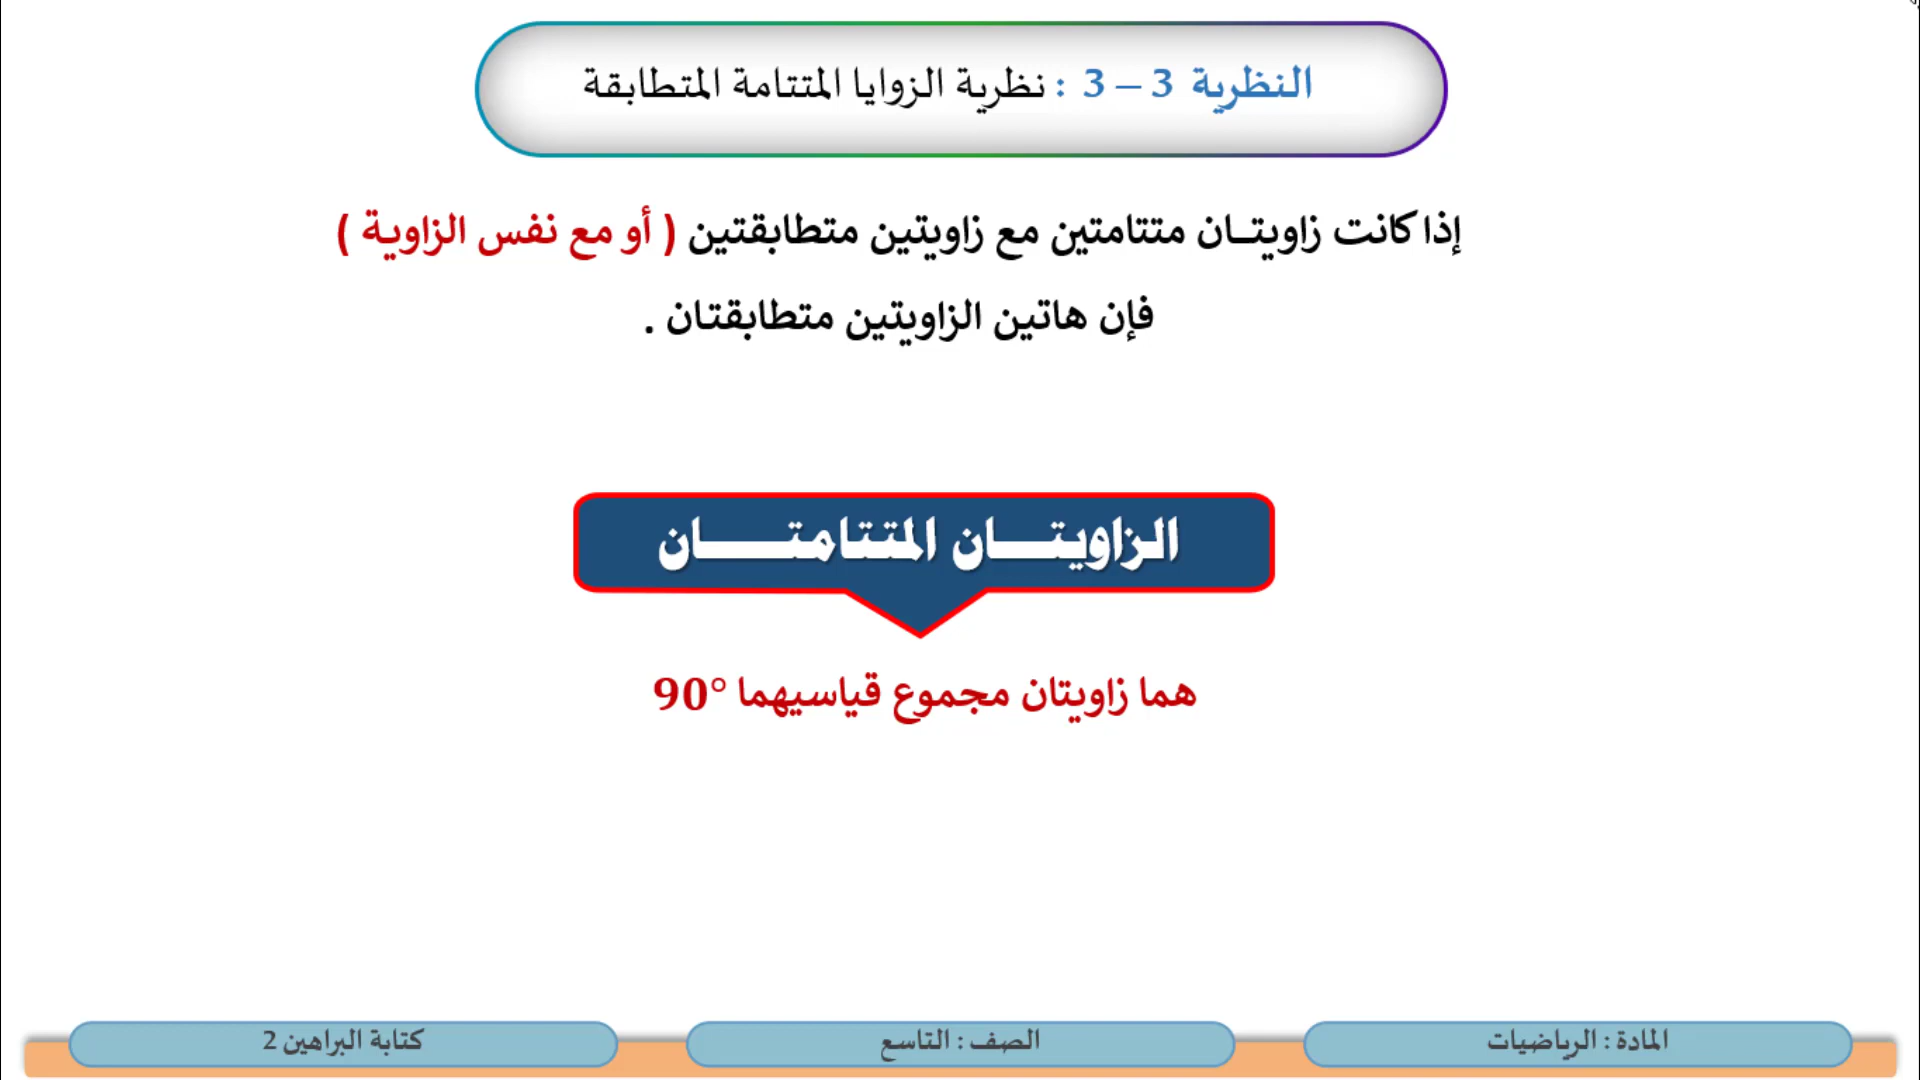 النظرية 3 – 3 : نظرية الزوايا المتتامة المتطابقة
إذا كانت زاويتـان متتامتين مع زاويتين متطابقتين ( أو مع نفس الزاوية )
فإن هاتين الزاويتين متطابقتان .
الزاويتـــان المتتامتـــــان
هما زاويتان مجموع قياسيهما 90°
المادة : الرياضيات
الصف : التاسع
كتابة البراهين 2